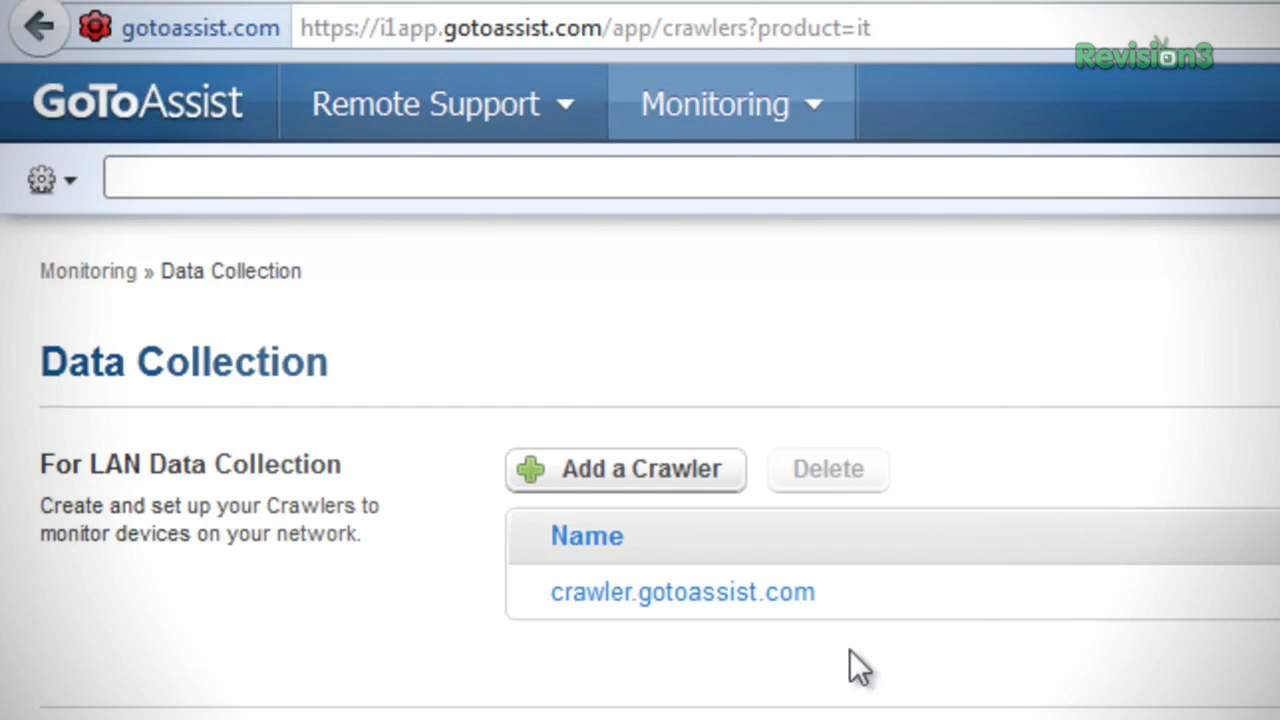 gotoassist.com https://i1app.gotoassist.com/app/crawlers?product=it
Revision3
GoToAssist Remote Support Monitoring
Monitoring » Data Collection
Data Collection
For LAN Data Collection
Create and set up your Crawlers to
monitor devices on your network.
Add a Crawler Delete
Name
crawler.gotoassist.com